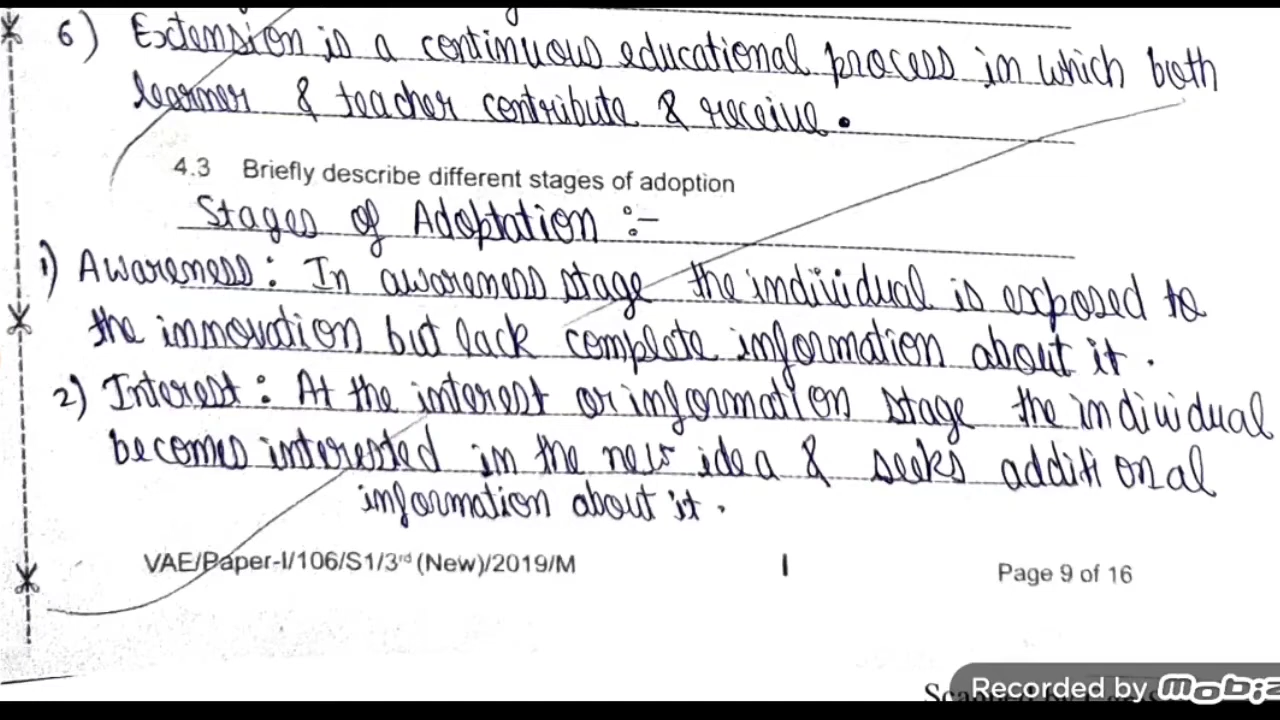 6) Extension is a continuous educational process in which both
learner & teacher contribute & receive.
4.3 Briefly describe different stages of adoption
Stages of Adoptation :-
1) Awareness: In awareness stage the individual is exposed to
the innovation but lack complete information about it.
2) Interest: At the interest or information stage the individual
becomes interested in the new idea & seeks additional
information about it.
VAE/Paper-I/106/S1/3rd (New)/2019/M
Page 9 of 16
Recorded by